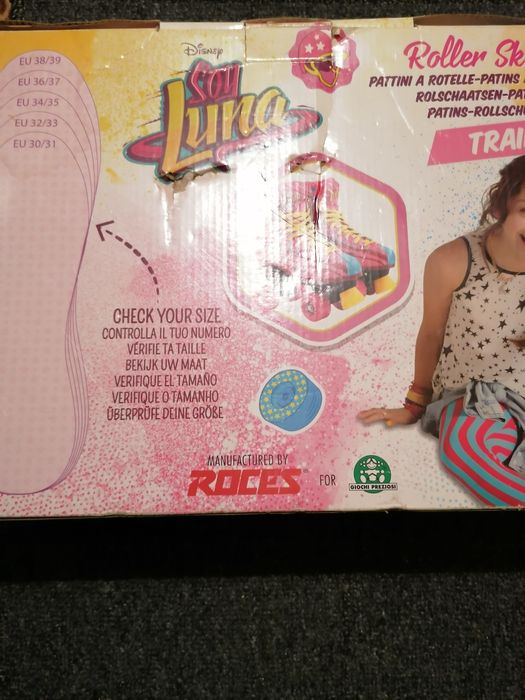 EU 38/39
EU 36/37
EU 34/35
EU 32/33
EU 30/31
Disney
SOY
Luna
Roller Sk
PATTINI A ROTELLE-PATINS
ROLSCHAATSEN-PAT
PATINS-ROLLSCH
TRAI
CHECK YOUR SIZE
CONTROLLA IL TUO NUMERO
VÉRIFIE TA TAILLE
BEKIJK UW MAAT
VERIFIQUE EL TAMAÑO
VERIFIQUE O TAMANHO
ÜBERPRÜFE DEINE GRÖßE
MANUFACTURED BY
ROCES
FOR
GIOCHI PREZIOSI